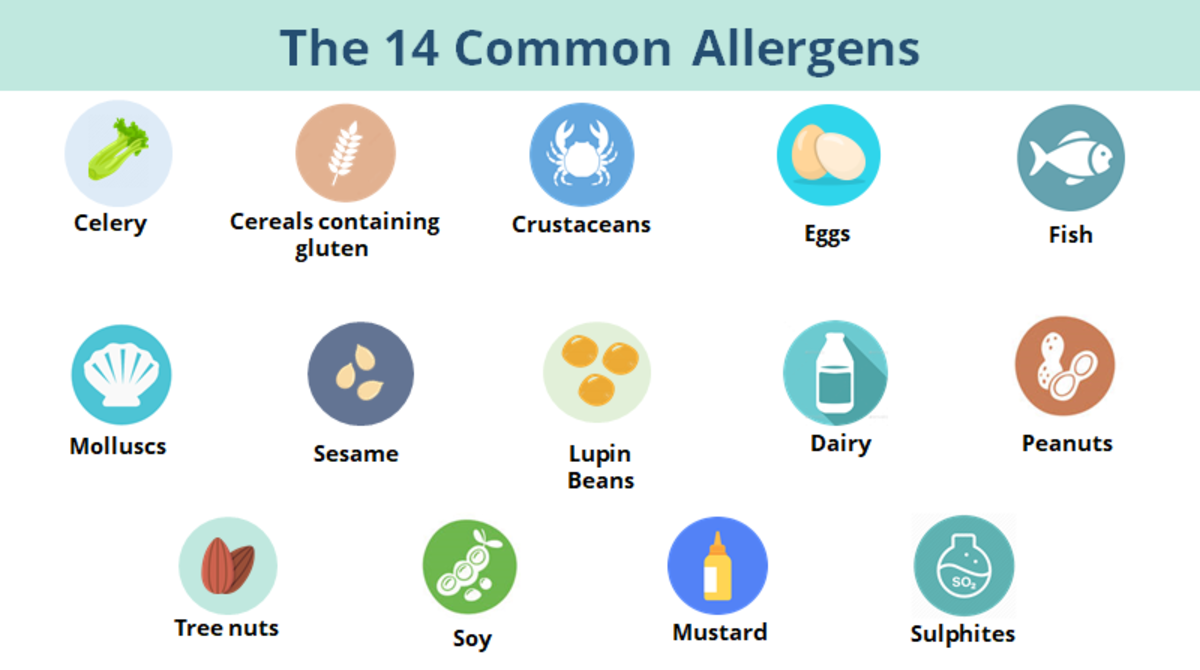 The 14 Common Allergens
Celery
Cereals containing
gluten
Crustaceans
Eggs
Fish
Molluscs
Sesame
Lupin
Beans
Dairy
Peanuts
Tree nuts
Soy
Mustard
SO₂
Sulphites